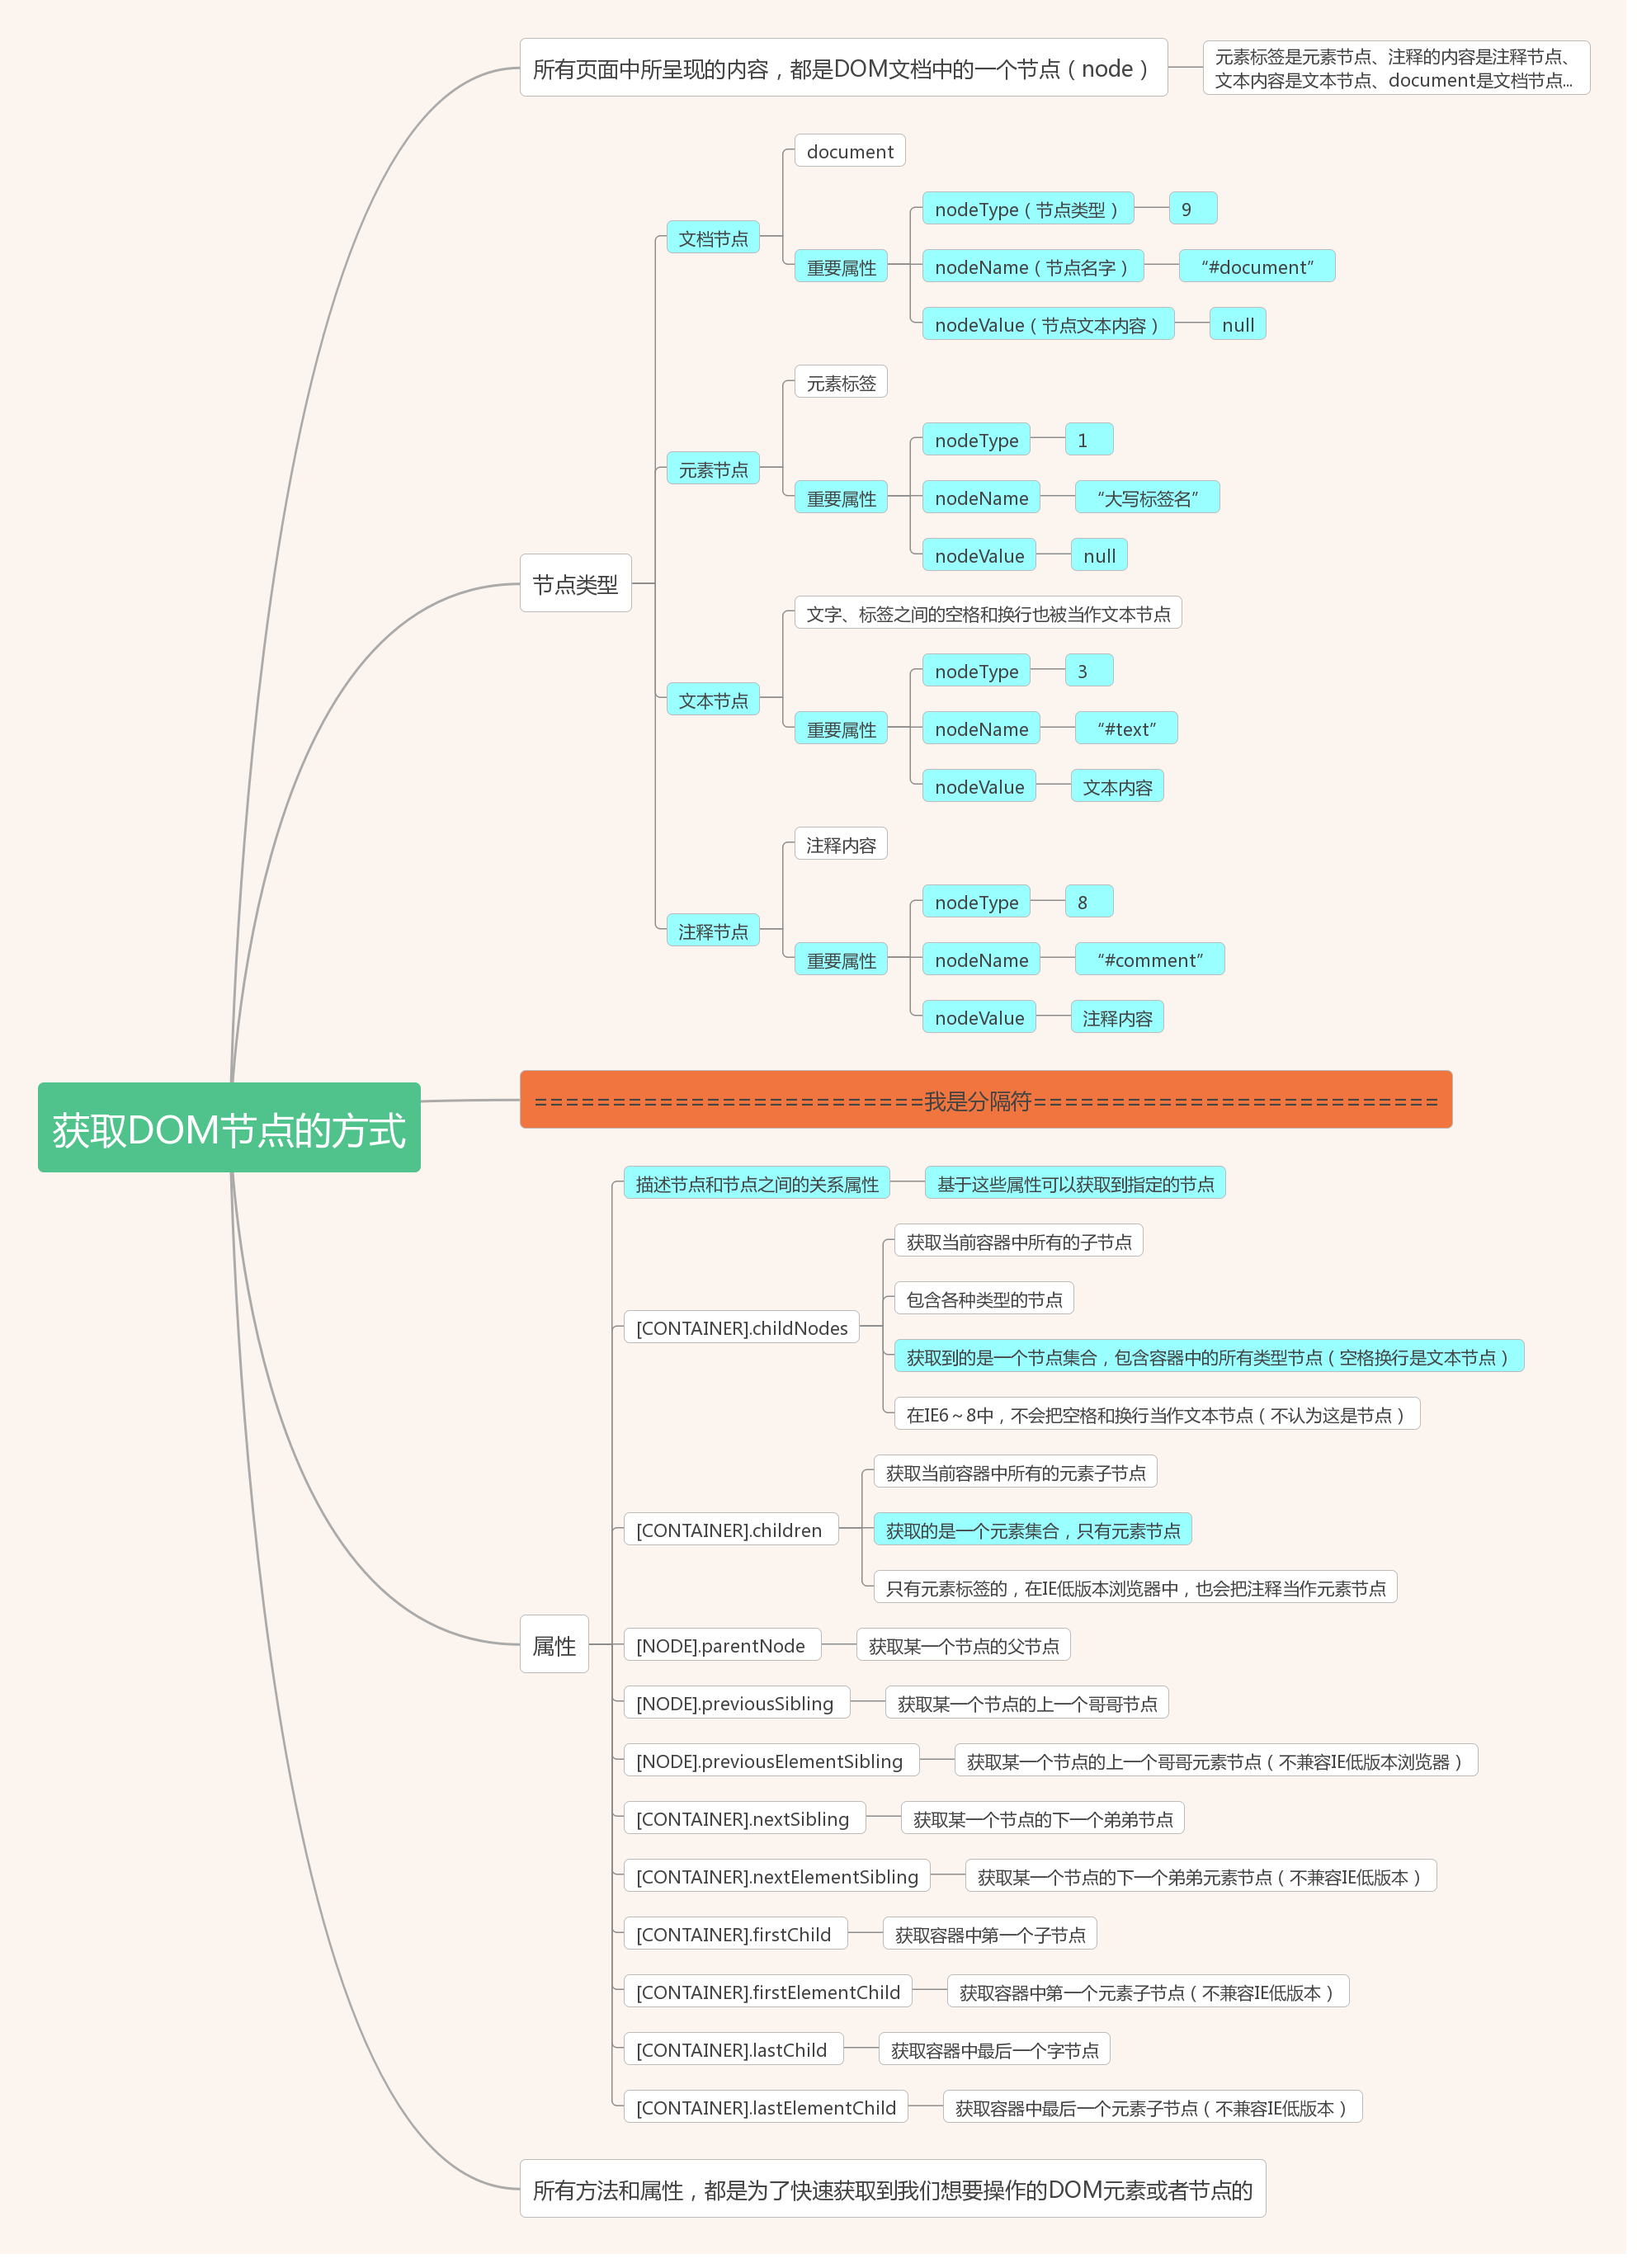 所有页面中所呈现的内容，都是DOM文档中的一个节点（node）
元素标签是元素节点、注释的内容是注释节点、
文本内容是文本节点、document是文档节点...
document
文档节点
重要属性
nodeType（节点类型）
9
nodeName（节点名字）
“#document”
nodeValue（节点文本内容）
null
元素标签
元素节点
重要属性
nodeType
1
nodeName
“大写标签名”
nodeValue
null
节点类型
文字、标签之间的空格和换行也被当作文本节点
文本节点
重要属性
nodeType
3
nodeName
“#text”
nodeValue
文本内容
注释内容
注释节点
重要属性
nodeType
8
nodeName
“#comment”
nodeValue
注释内容
获取DOM节点的方式
=========================我是分隔符==========================
描述节点和节点之间的关系属性
基于这些属性可以获取到指定的节点
[CONTAINER].childNodes
获取当前容器中所有的子节点
包含各种类型的节点
获取到的是一个节点集合，包含容器中的所有类型节点（空格换行是文本节点）
在IE6～8中，不会把空格和换行当作文本节点（不认为这是节点）
[CONTAINER].children
获取当前容器中所有的元素子节点
获取的是一个元素集合，只有元素节点
只有元素标签的，在IE低版本浏览器中，也会把注释当作元素节点
属性
[NODE].parentNode
获取某一个节点的父节点
[NODE].previousSibling
获取某一个节点的上一个哥哥节点
[NODE].previousElementSibling
获取某一个节点的上一个哥哥元素节点（不兼容IE低版本浏览器）
[CONTAINER].nextSibling
获取某一个节点的下一个弟弟节点
[CONTAINER].nextElementSibling
获取某一个节点的下一个弟弟元素节点（不兼容IE低版本）
[CONTAINER].firstChild
获取容器中第一个子节点
[CONTAINER].firstElementChild
获取容器中第一个元素子节点（不兼容IE低版本）
[CONTAINER].lastChild
获取容器中最后一个字节点
[CONTAINER].lastElementChild
获取容器中最后一个元素子节点（不兼容IE低版本）
所有方法和属性，都是为了快速获取到我们想要操作的DOM元素或者节点的